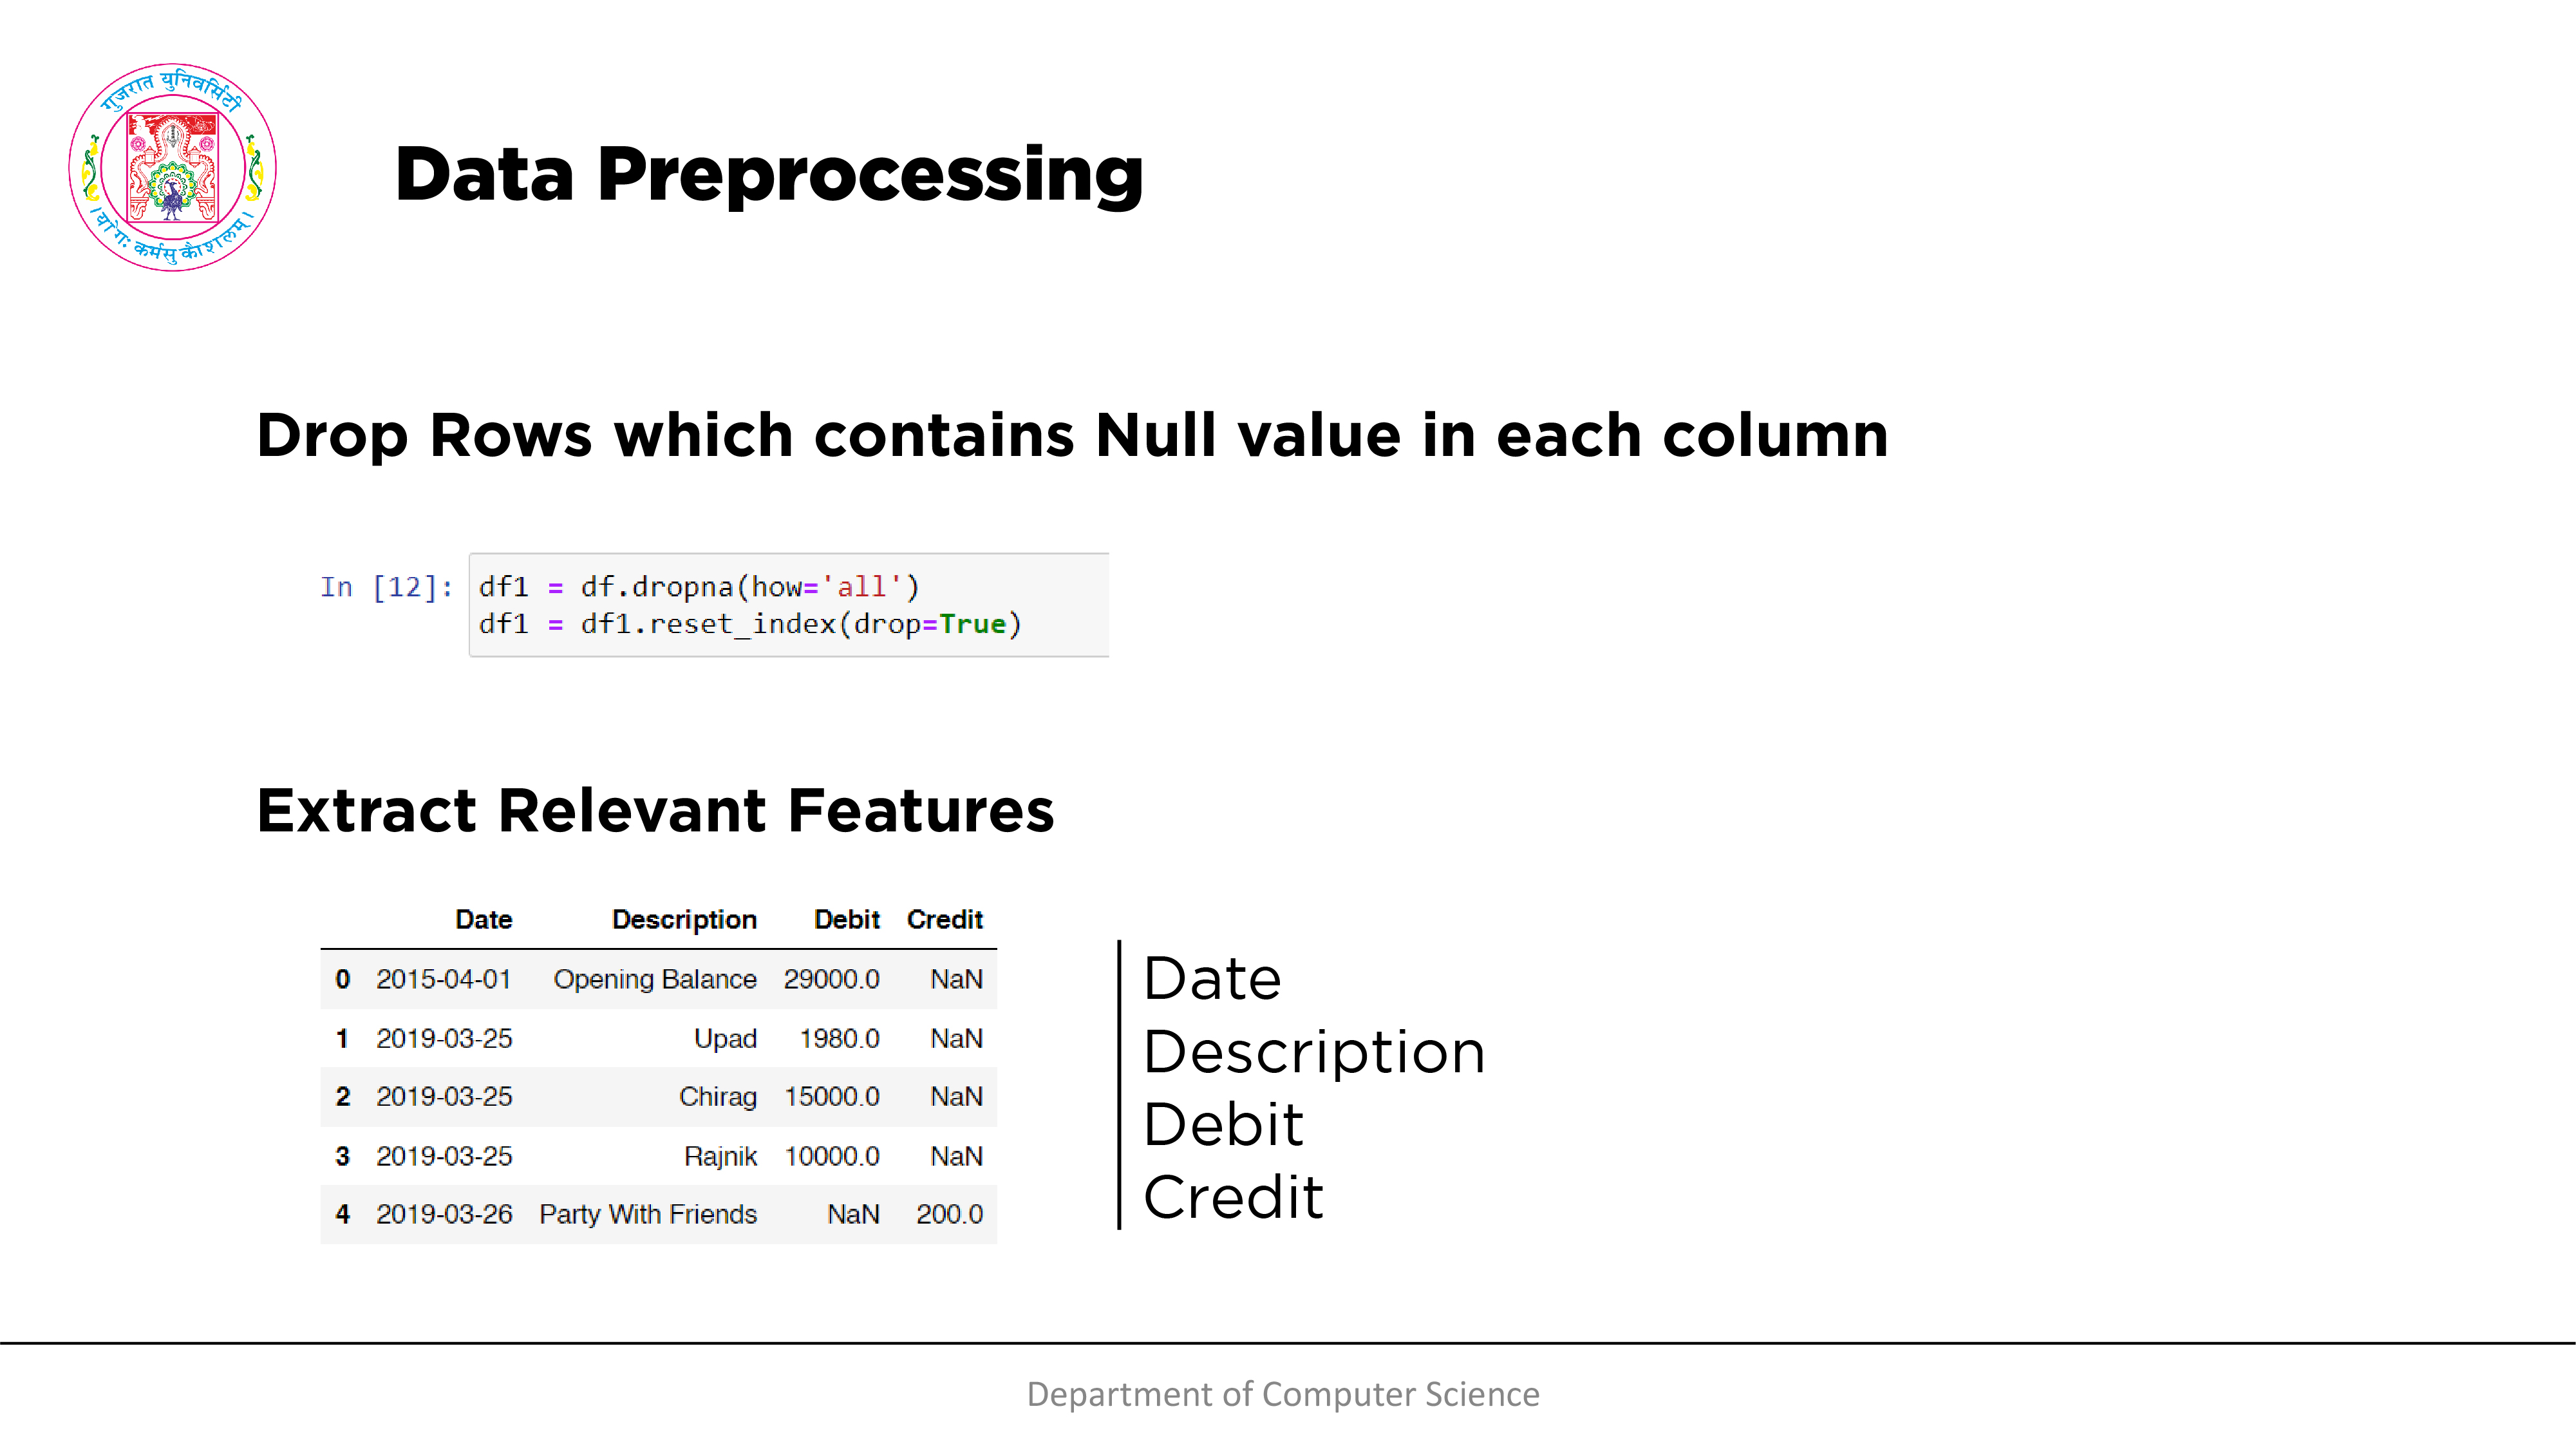 गुजरात युनिवर्सिटी
। योगः कर्मसु कौशलम् ।
Data Preprocessing
Drop Rows which contains Null value in each column
In [12]: df1 = df.dropna(how='all')
df1 = df1.reset_index(drop=True)
Extract Relevant Features
Date Description Debit Credit
0 2015-04-01 Opening Balance 29000.0 NaN
1 2019-03-25 Upad 1980.0 NaN
2 2019-03-25 Chirag 15000.0 NaN
3 2019-03-25 Rajnik 10000.0 NaN
4 2019-03-26 Party With Friends NaN 200.0
Date
Description
Debit
Credit
Department of Computer Science